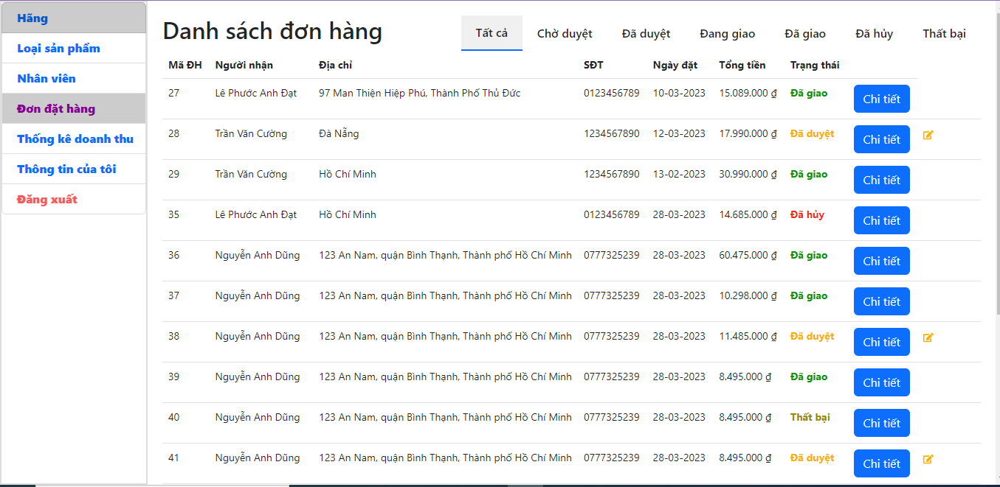 Hãng
Loại sản phẩm
Nhân viên
Đơn đặt hàng
Thống kê doanh thu
Thông tin của tôi
Đăng xuất
Danh sách đơn hàng
Tất cả Chờ duyệt Đã duyệt Đang giao Đã giao Đã hủy Thất bại
Mã ĐH Người nhận Địa chỉ SĐT Ngày đặt Tổng tiền Trạng thái
27 Lê Phước Anh Đạt 97 Man Thiện Hiệp Phú, Thành Phố Thủ Đức 0123456789 10-03-2023 15.089.000 ₫ Đã giao Chi tiết
28 Trần Văn Cường Đà Nẵng 1234567890 12-03-2023 17.990.000 ₫ Đã duyệt Chi tiết
29 Trần Văn Cường Hồ Chí Minh 1234567890 13-02-2023 30.990.000 ₫ Đã giao Chi tiết
35 Lê Phước Anh Đạt Hồ Chí Minh 0123456789 28-03-2023 14.685.000 ₫ Đã hủy Chi tiết
36 Nguyễn Anh Dũng 123 An Nam, quận Bình Thạnh, Thành phố Hồ Chí Minh 0777325239 28-03-2023 60.475.000 ₫ Đã giao Chi tiết
37 Nguyễn Anh Dũng 123 An Nam, quận Bình Thạnh, Thành phố Hồ Chí Minh 0777325239 28-03-2023 10.298.000 ₫ Đã giao Chi tiết
38 Nguyễn Anh Dũng 123 An Nam, quận Bình Thạnh, Thành phố Hồ Chí Minh 0777325239 28-03-2023 11.485.000 ₫ Đã duyệt Chi tiết
39 Nguyễn Anh Dũng 123 An Nam, quận Bình Thạnh, Thành phố Hồ Chí Minh 0777325239 28-03-2023 8.495.000 ₫ Đã giao Chi tiết
40 Nguyễn Anh Dũng 123 An Nam, quận Bình Thạnh, Thành phố Hồ Chí Minh 0777325239 28-03-2023 8.495.000 ₫ Thất bại Chi tiết
41 Nguyễn Anh Dũng 123 An Nam, quận Bình Thạnh, Thành phố Hồ Chí Minh 0777325239 28-03-2023 8.495.000 ₫ Đã duyệt Chi tiết